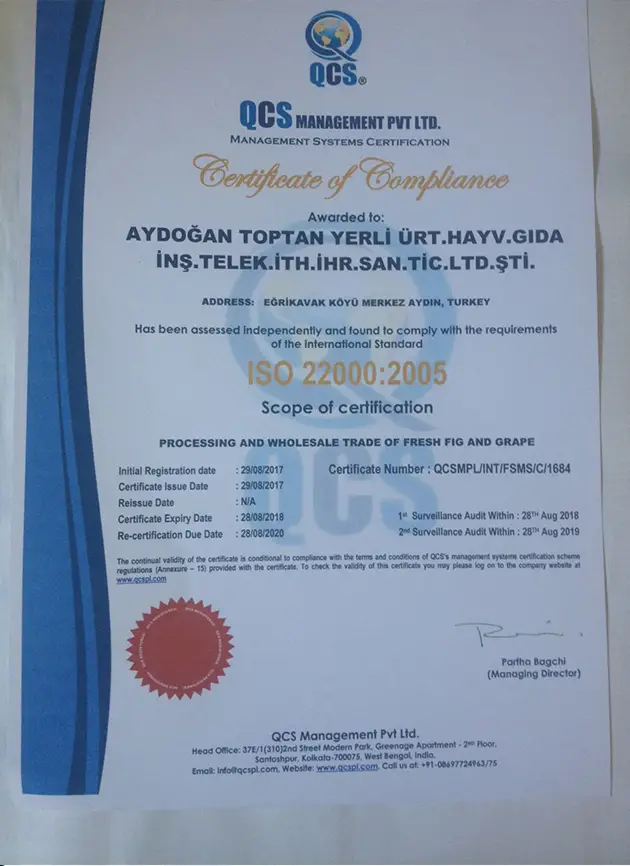 QCS®
QCS MANAGEMENT PVT LTD.
MANAGEMENT SYSTEMS CERTIFICATION
Certificate of Compliance
Awarded to:
AYDOĞAN TOPTAN YERLİ ÜRT.HAYV.GIDA
İNŞ.TELEK.İTH.İHR.SAN.TİC.LTD.ŞTİ.
ADDRESS: EĞRİKAVAK KÖYÜ MERKEZ AYDIN, TURKEY
Has been assessed independently and found to comply with the requirements
of the International Standard
ISO 22000:2005
Scope of certification
PROCESSING AND WHOLESALE TRADE OF FRESH FIG AND GRAPE
Initial Registration date : 29/08/2017 Certificate Number : QCSMPL/INT/FSMS/C/1684
Certificate Issue Date : 29/08/2017
Reissue Date : N/A
Certificate Expiry Date : 28/08/2018 1st Surveillance Audit Within : 28TH Aug 2018
Re-certification Due Date : 28/08/2020 2nd Surveillance Audit Within : 28TH Aug 2019
The continual validity of the certificate is conditional to compliance with the terms and conditions of QCS's management systems certification scheme
regulations (Annexure – 15) provided with the certificate. To check the validity of this certificate you may please log on to the company website at
www.qcspl.com
Partha Bagchi
(Managing Director)
QCS Management Pvt Ltd.
Head Office: 37E/1(310)2nd Street Modern Park, Greenage Apartment - 2ND Floor,
Santoshpur, Kolkata-700075, West Bengal, India.
Email: info@qcspl.com, Website: www.qcspl.com. Call us at: +91-08697724963/75